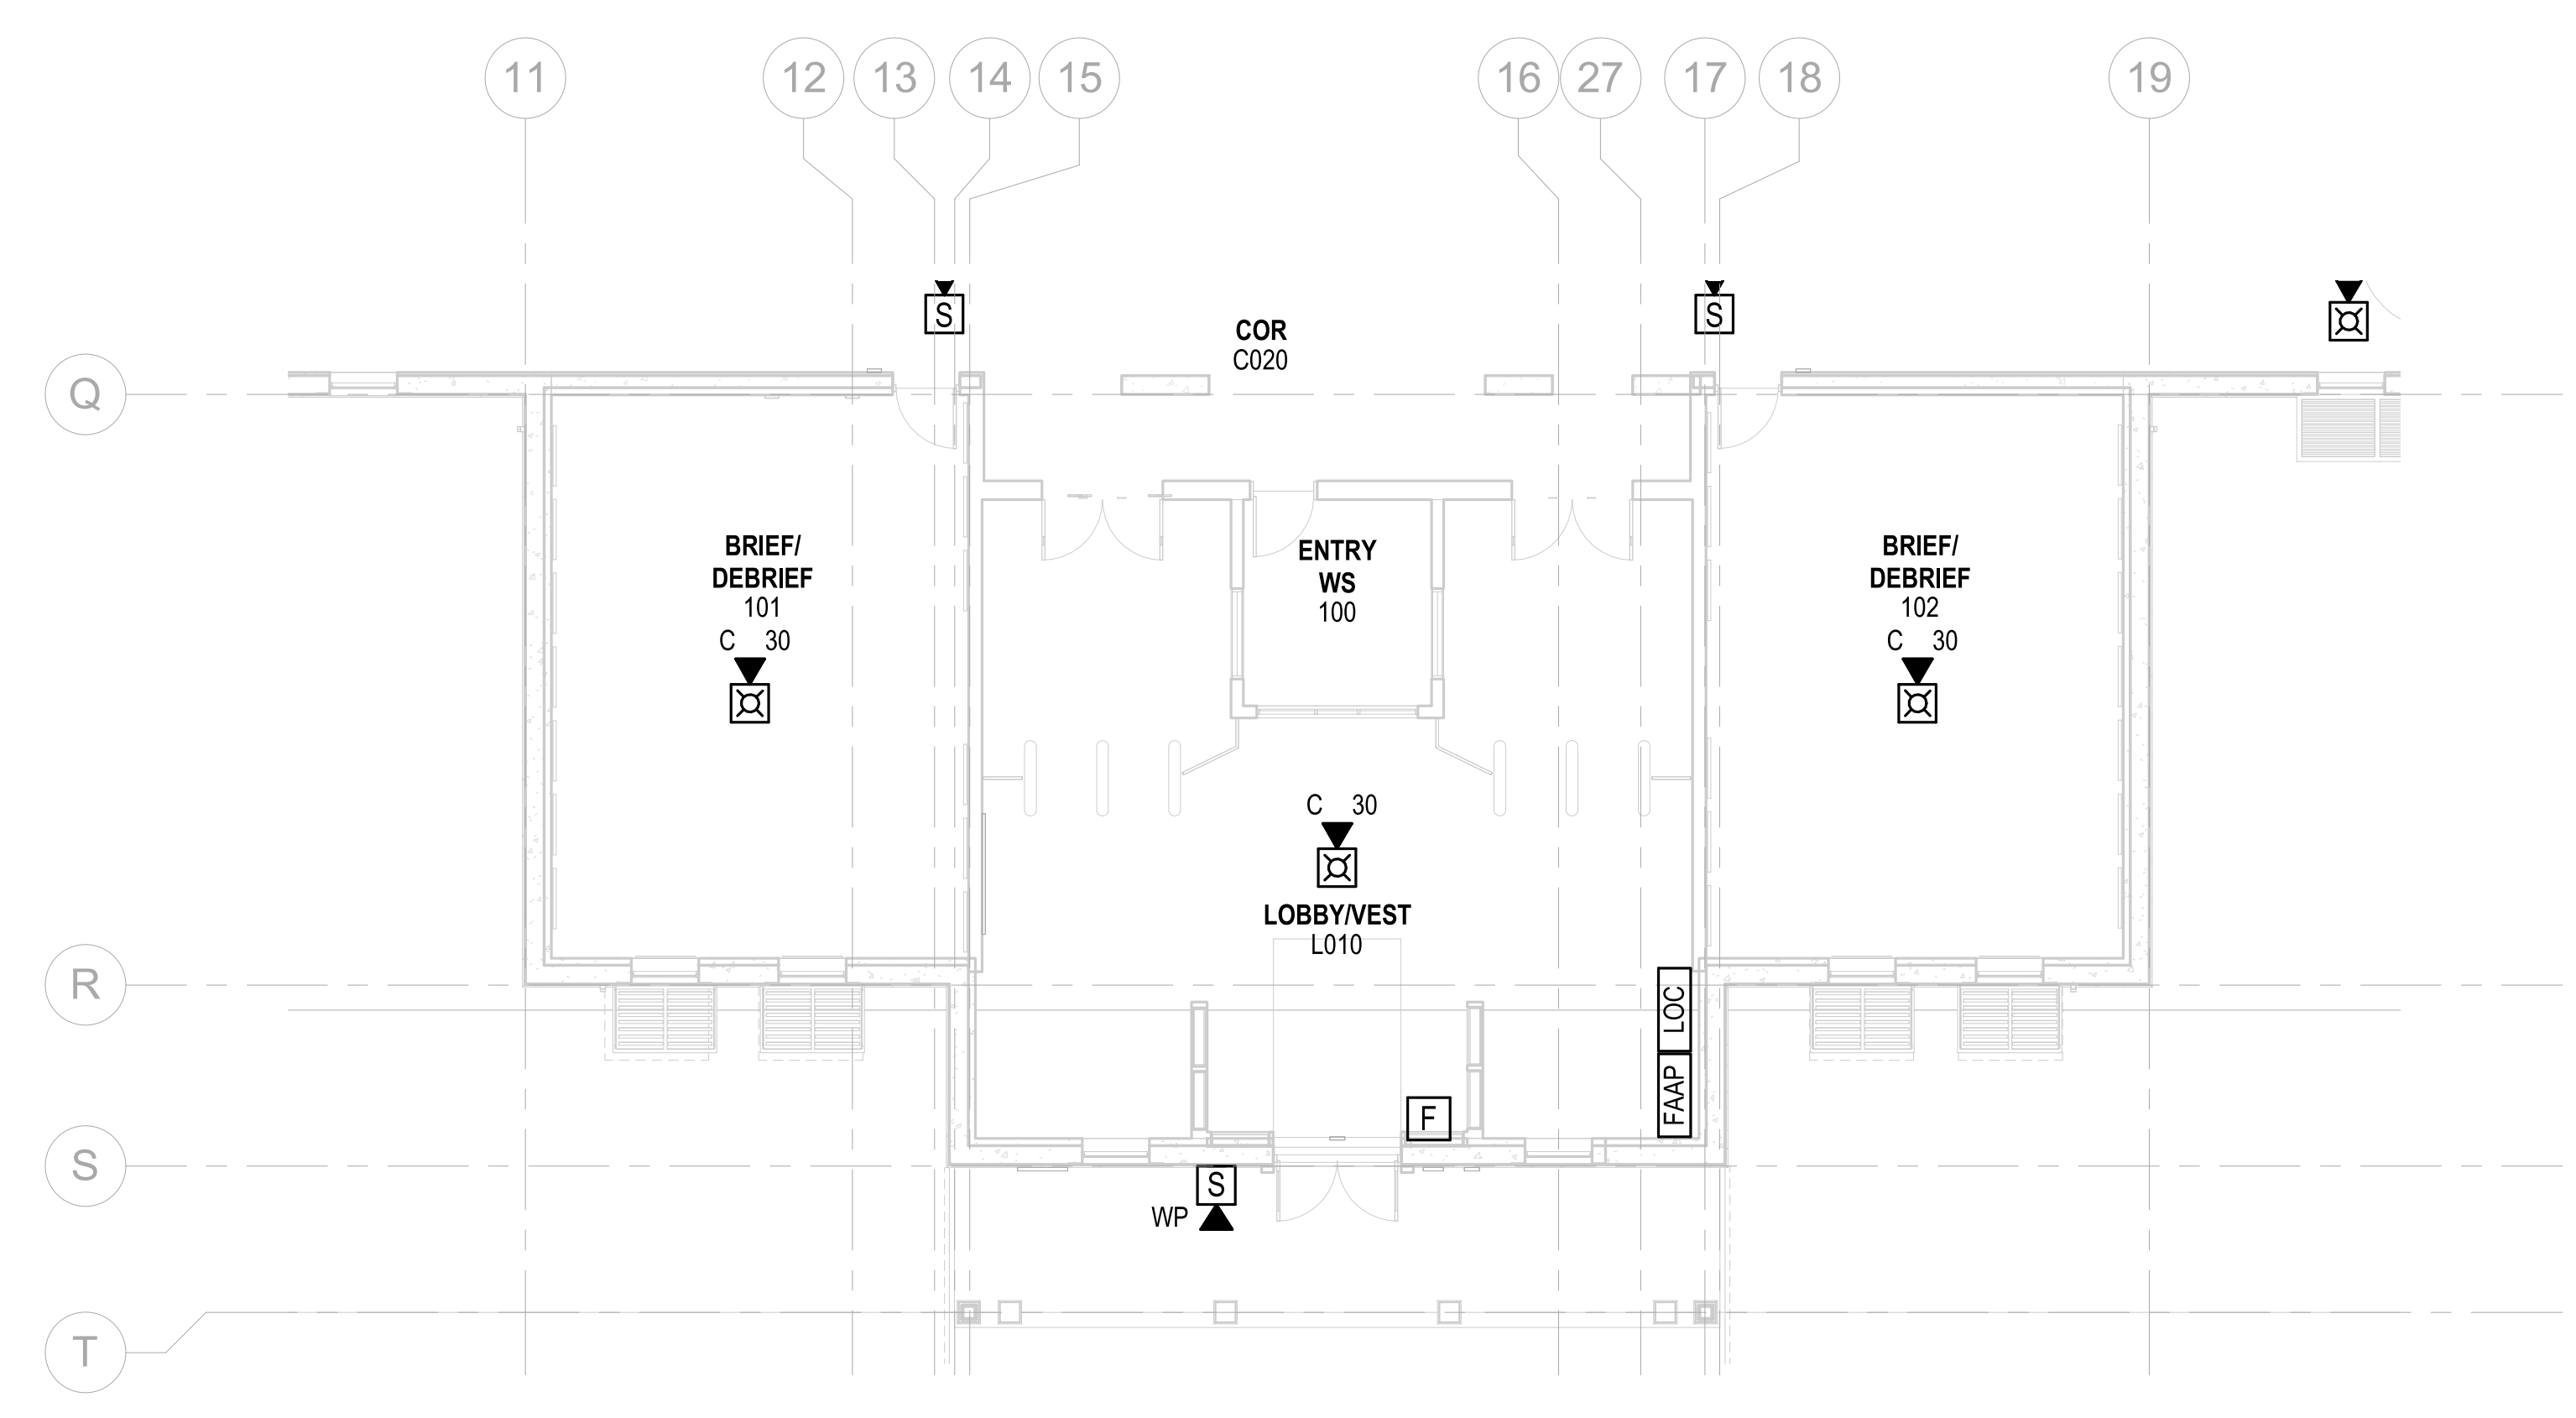 11
12
13
14
15
16
27
17
18
19
S
S
COR
C020
Q
BRIEF/
DEBRIEF
101
C 30
ENTRY
WS
100
BRIEF/
DEBRIEF
102
C 30
C 30
LOBBY/VEST
L010
R
LOC
FAAP
F
S
S
WP
T